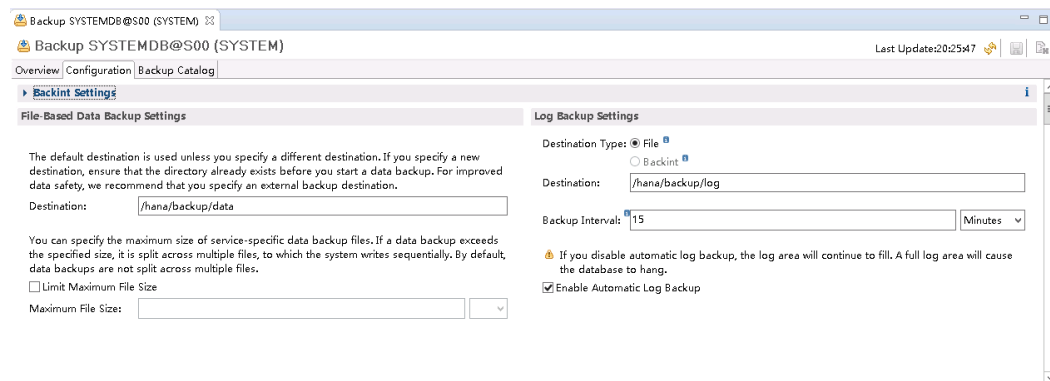 Backup SYSTEMDB@S00 (SYSTEM)
Backup SYSTEMDB@S00 (SYSTEM)
Last Update:20:25:47
Overview Configuration Backup Catalog
Backint Settings
File-Based Data Backup Settings
The default destination is used unless you specify a different destination. If you specify a new
destination, ensure that the directory already exists before you start a data backup. For improved
data safety, we recommend that you specify an external backup destination.
Destination: /hana/backup/data
You can specify the maximum size of service-specific data backup files. If a data backup exceeds
the specified size, it is split across multiple files, to which the system writes sequentially. By default,
data backups are not split across multiple files.
Limit Maximum File Size
Maximum File Size:
Log Backup Settings
Destination Type: File
Backint
Destination: /hana/backup/log
Backup Interval: 15 Minutes
If you disable automatic log backup, the log area will continue to fill. A full log area will cause
the database to hang.
Enable Automatic Log Backup